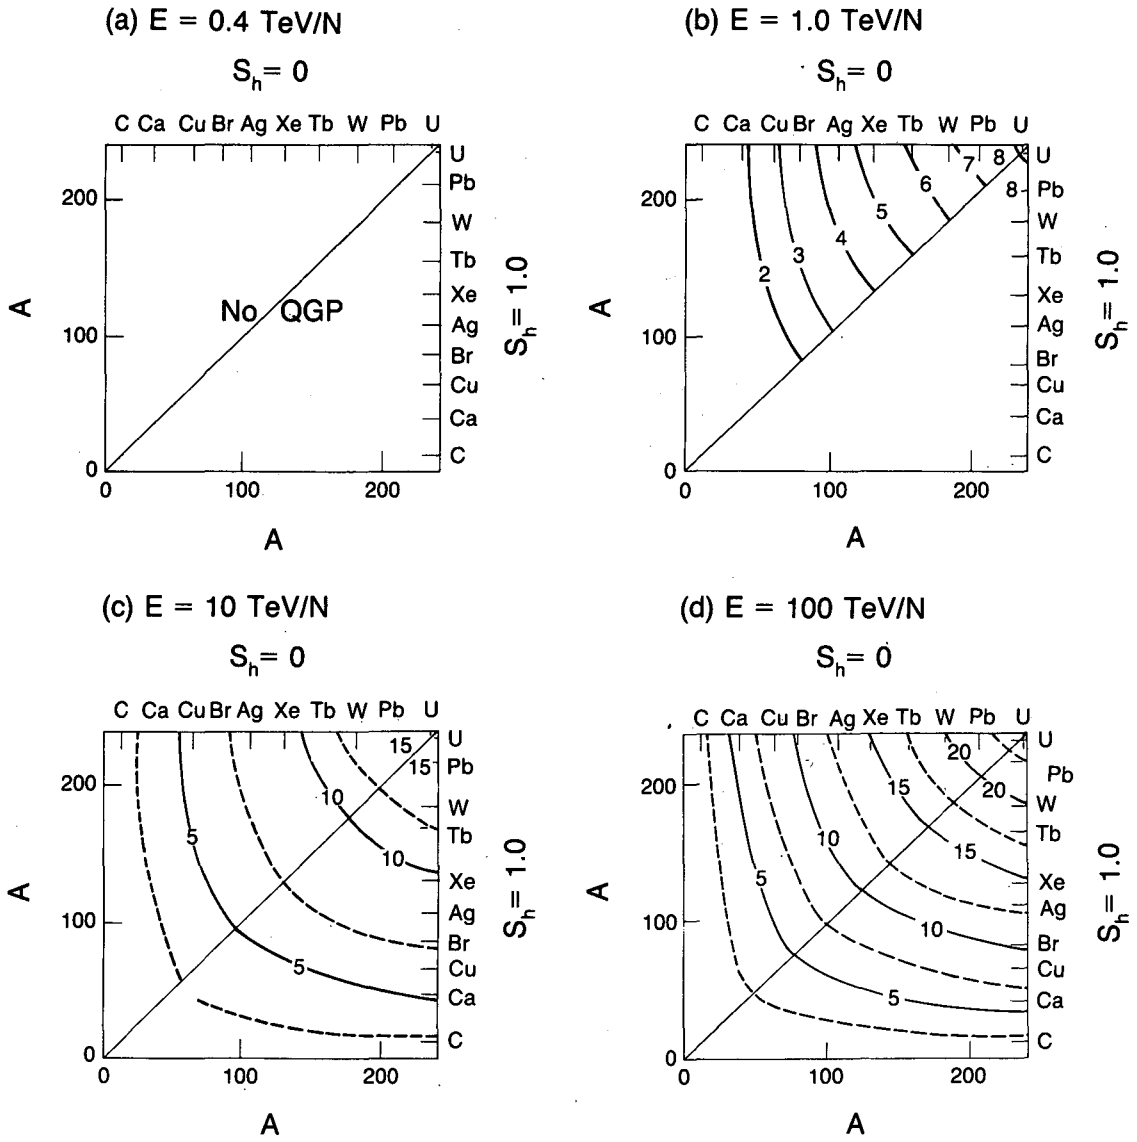 (a) E = 0.4 TeV/N
S_h = 0
C Ca Cu Br Ag Xe Tb W Pb U
U
Pb
W
Tb
Xe
Ag
Br
Cu
Ca
C
200
100
0
No QGP
A
S_h = 1.0
0 100 200
A
(b) E = 1.0 TeV/N
S_h = 0
C Ca Cu Br Ag Xe Tb W Pb U
U
Pb
W
Tb
Xe
Ag
Br
Cu
Ca
C
200
100
0
2 3 4 5 6 7 8
8
A
S_h = 1.0
0 100 200
A
(c) E = 10 TeV/N
S_h = 0
C Ca Cu Br Ag Xe Tb W Pb U
U
Pb
W
Tb
Xe
Ag
Br
Cu
Ca
C
200
100
0
15
15
10
10
5
5
A
S_h = 1.0
0 100 200
A
(d) E = 100 TeV/N
S_h = 0
C Ca Cu Br Ag Xe Tb W Pb U
U
Pb
W
Tb
Xe
Ag
Br
Cu
Ca
C
200
100
0
20
20
15
15
10
10
5
5
A
S_h = 1.0
0 100 200
A